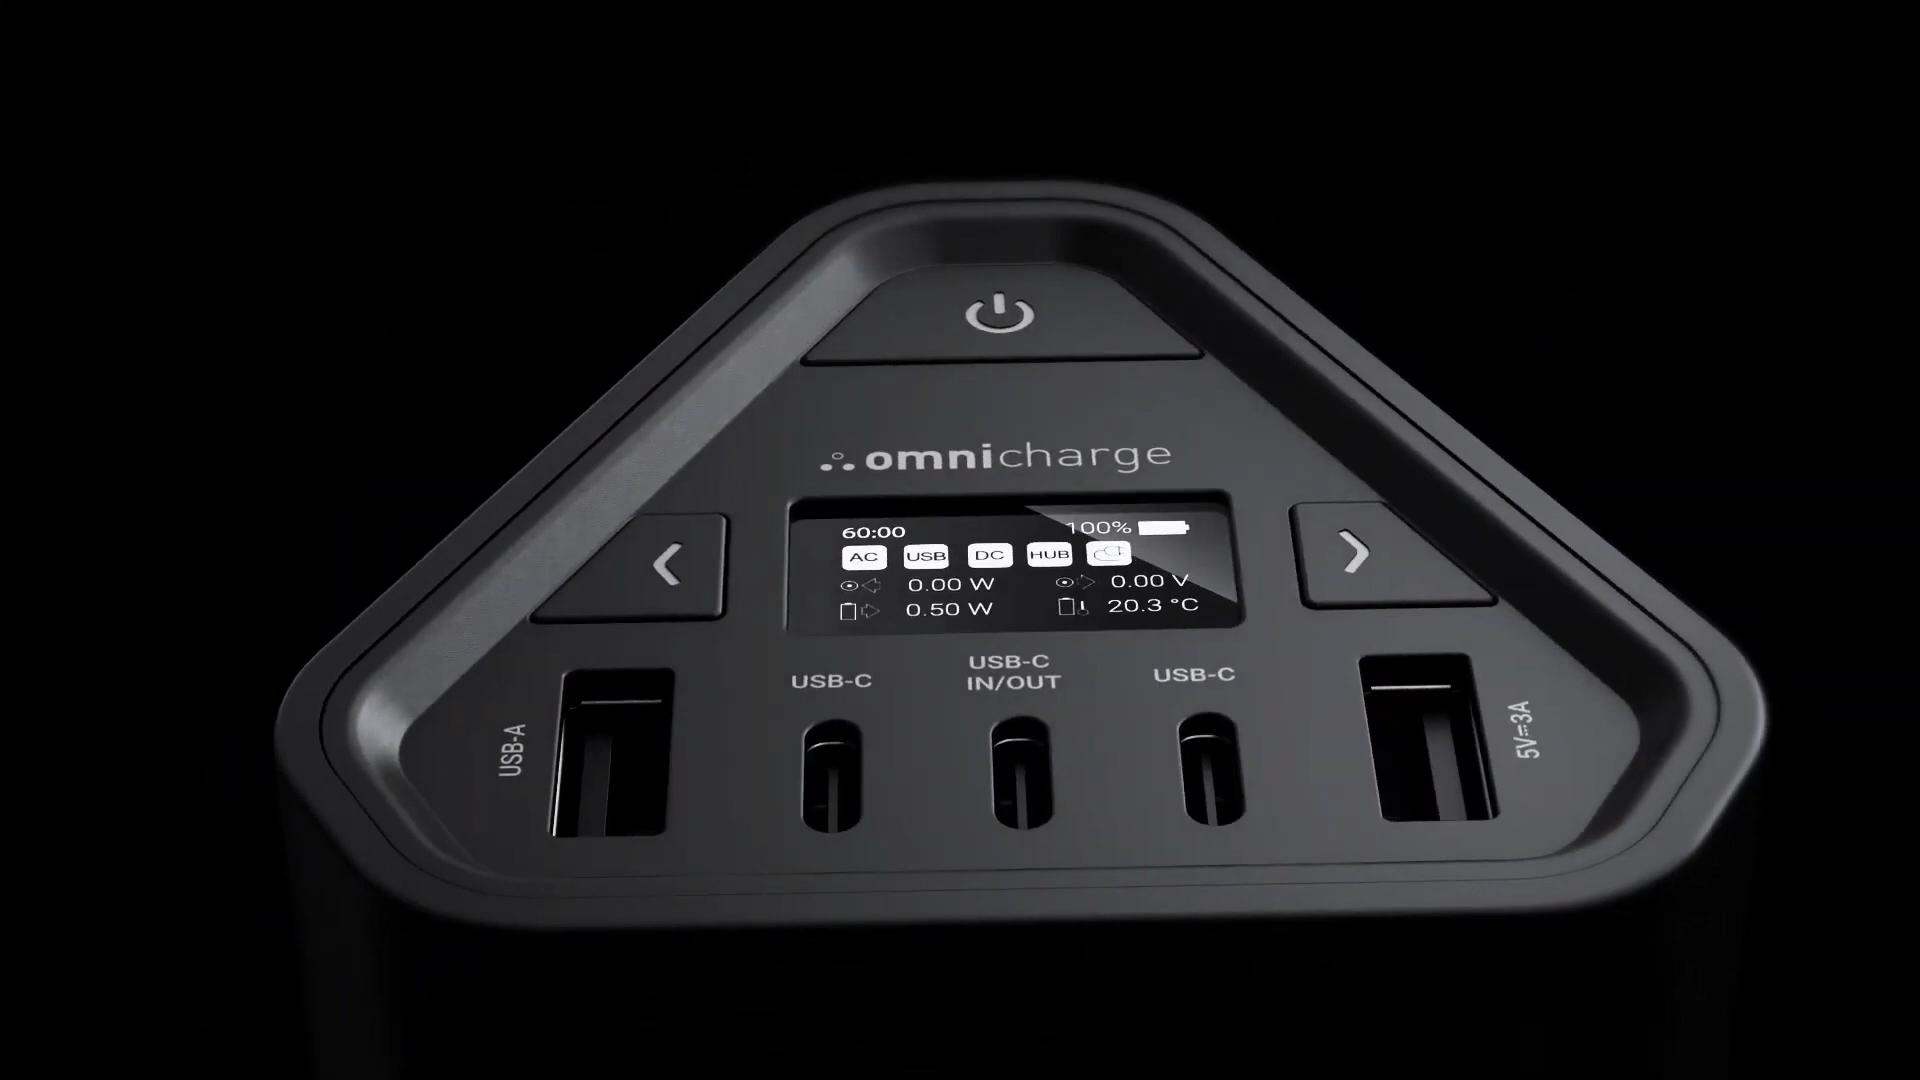 omnicharge
60:00 100%
AC USB DC HUB
0.00 W 0.00 V
0.50 W 20.3 °C
USB-C
USB-C
IN/OUT
USB-C
USB-A
5V⎓3A